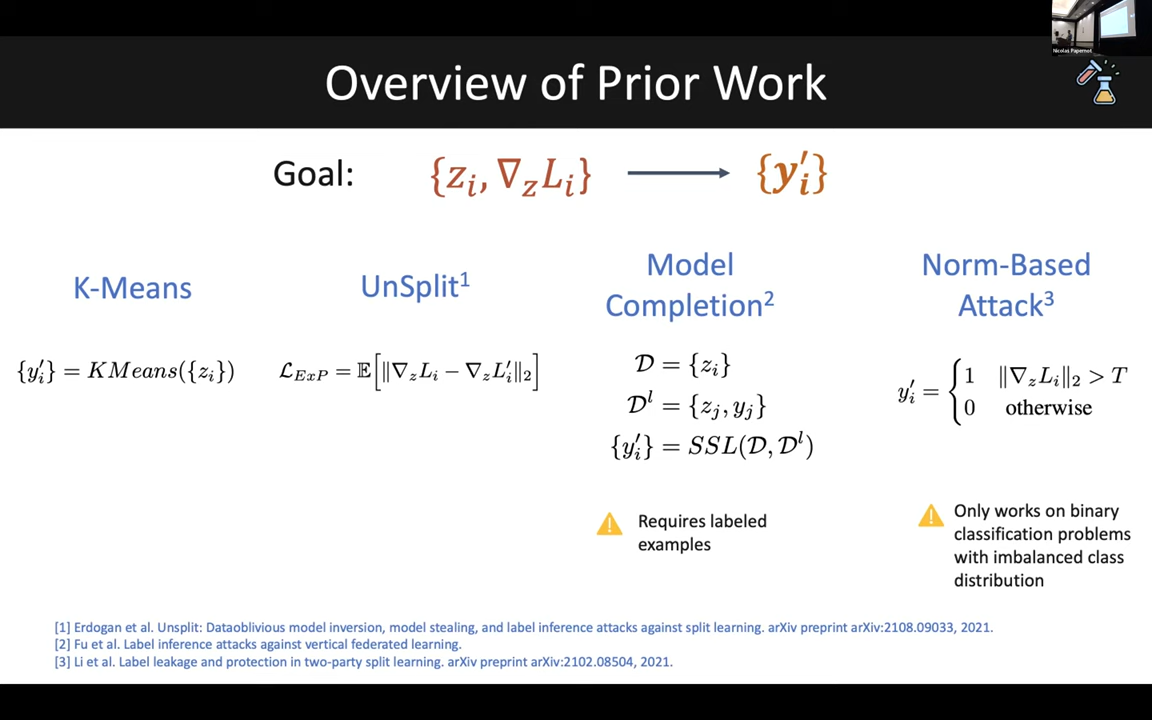 Nicolas Papernot
Overview of Prior Work
Goal: {z_i, ∇_z L_i} → {y'_i}
K-Means
{y'_i} = KMeans({z_i})
UnSplit¹
ℒ_ExP = 𝔼[‖∇_z L_i − ∇_z L'_i‖₂]
Model
Completion²
𝒟 = {z_i}
𝒟^l = {z_j, y_j}
{y'_i} = SSL(𝒟, 𝒟^l)
Requires labeled
examples
Norm-Based
Attack³
y'_i = { 1 ‖∇_z L_i‖₂ > T
0 otherwise
Only works on binary
classification problems
with imbalanced class
distribution
[1] Erdogan et al. Unsplit: Dataoblivious model inversion, model stealing, and label inference attacks against split learning. arXiv preprint arXiv:2108.09033, 2021.
[2] Fu et al. Label inference attacks against vertical federated learning.
[3] Li et al. Label leakage and protection in two-party split learning. arXiv preprint arXiv:2102.08504, 2021.